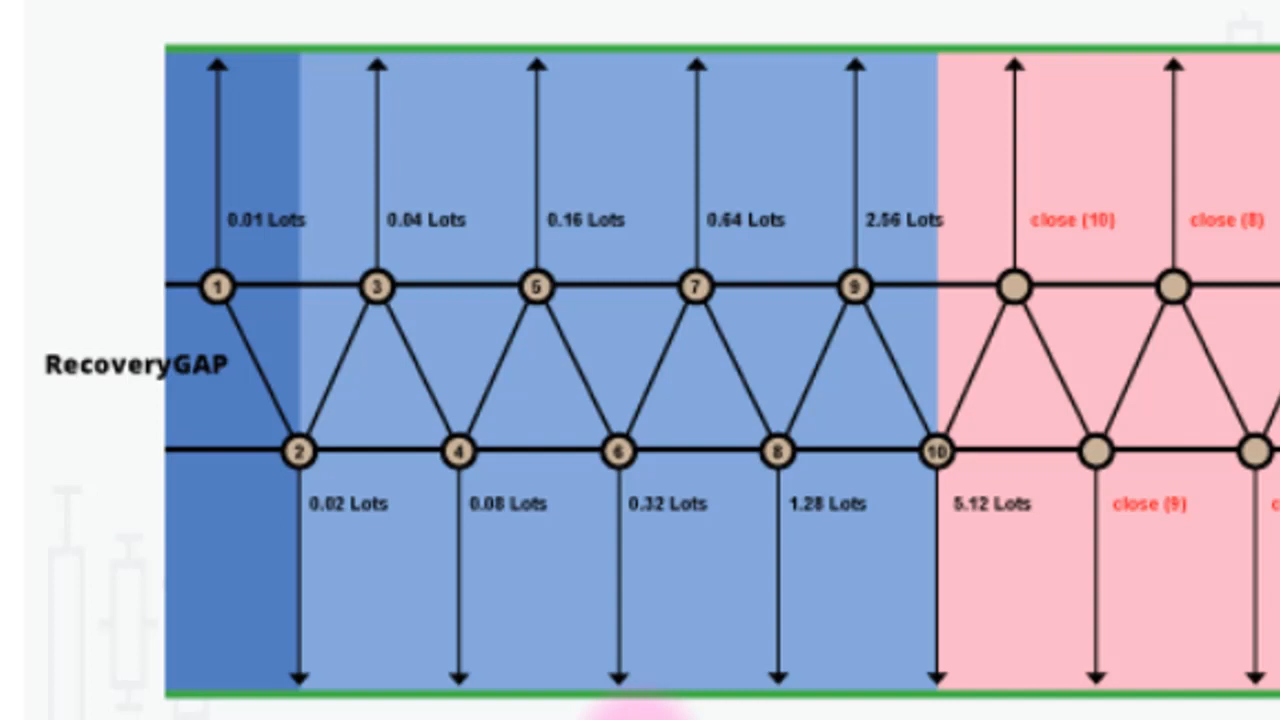 0.01 Lots 0.04 Lots 0.16 Lots 0.64 Lots 2.56 Lots close (10) close (8)
1 3 5 7 9
RecoveryGAP
2 4 6 8 10
0.02 Lots 0.08 Lots 0.32 Lots 1.28 Lots 5.12 Lots close (9)